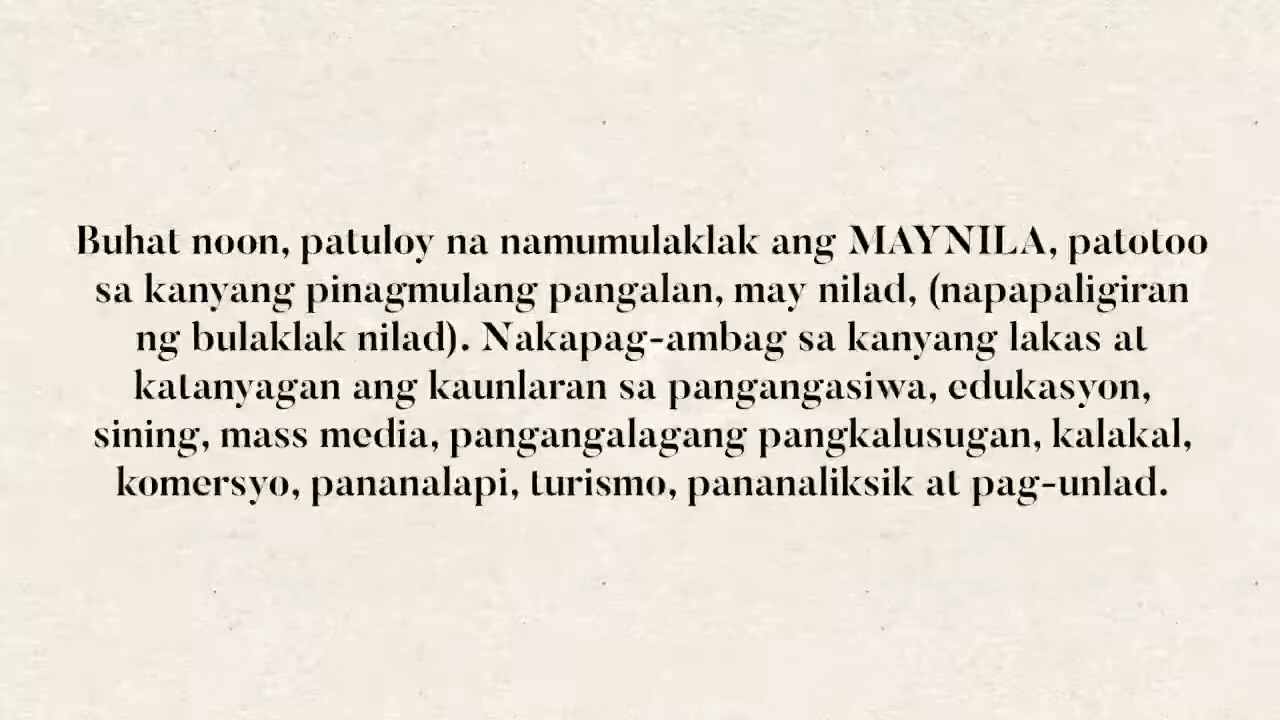 Buhat noon, patuloy na namumulaklak ang MAYNILA, patotoo
sa kanyang pinagmulang pangalan, may nilad, (napapaligiran
ng bulaklak nilad). Nakapag-ambag sa kanyang lakas at
katanyagan ang kaunlaran sa pangangasiwa, edukasyon,
sining, mass media, pangangalagang pangkalusugan, kalakal,
komersyo, pananalapi, turismo, pananaliksik at pag-unlad.